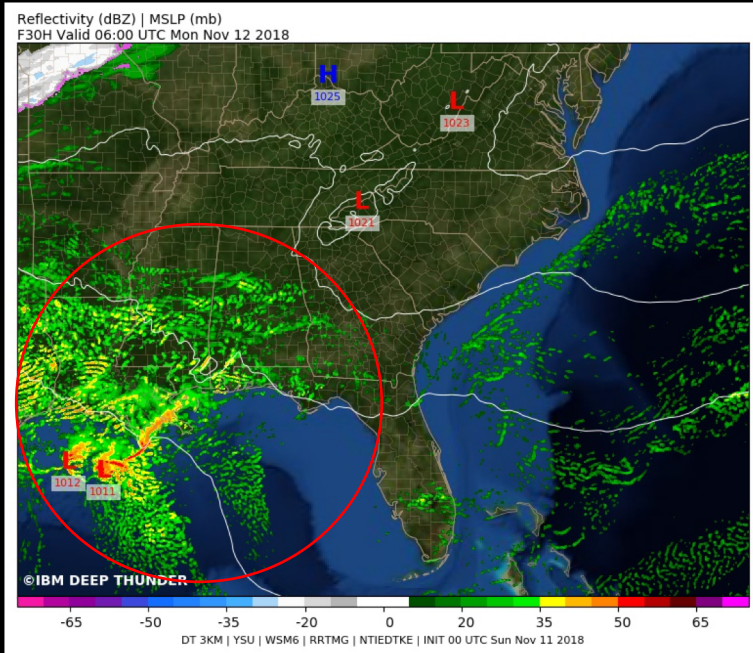 Reflectivity (dBZ) | MSLP (mb)
F30H Valid 06:00 UTC Mon Nov 12 2018
H
1025
L
1023
L
1021
L
1012
L
1011
©IBM DEEP THUNDER
-65 -50 -35 -20 0 20 35 50 65
DT 3KM | YSU | WSM6 | RRTMG | NTIEDTKE | INIT 00 UTC Sun Nov 11 2018